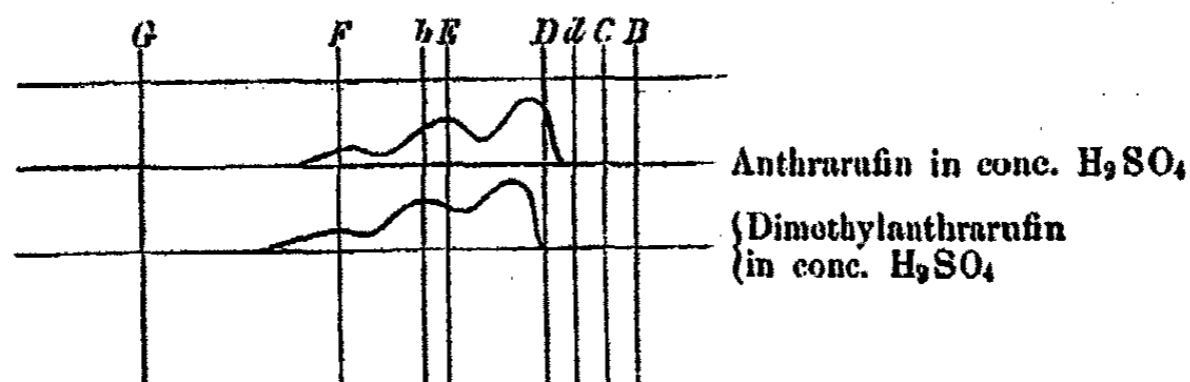 G F b E D d C B
Anthrarufin in conc. H₂SO₄
{Dimethylanthrarufin
{in conc. H₂SO₄